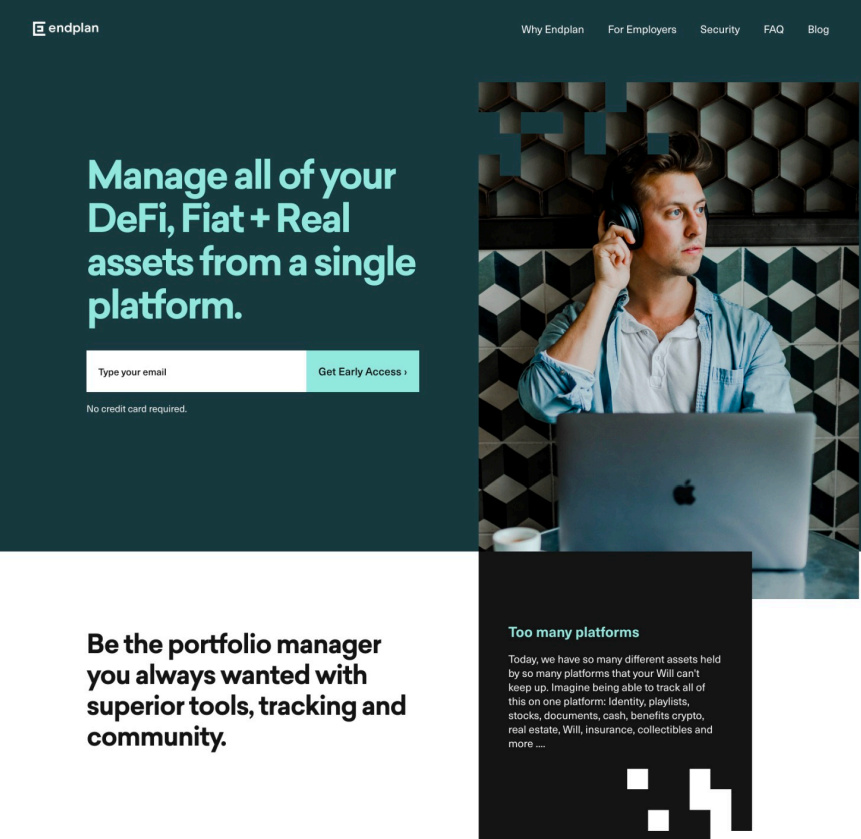 endplan
Why Endplan For Employers Security FAQ Blog
Manage all of your
DeFi, Fiat + Real
assets from a single
platform.
Type your email
Get Early Access ›
No credit card required.
Be the portfolio manager
you always wanted with
superior tools, tracking and
community.
Too many platforms
Today, we have so many different assets held
by so many platforms that your Will can't
keep up. Imagine being able to track all of
this on one platform: Identity, playlists,
stocks, documents, cash, benefits crypto,
real estate, Will, insurance, collectibles and
more ....